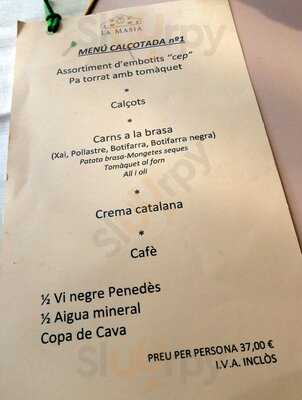 LA MASIA
MENÚ CALÇOTADA nº1
Assortiment d'embotits "cep"
Pa torrat amb tomàquet
*
Calçots
*
Carns a la brasa
(Xai, Pollastre, Botifarra, Botifarra negra)
Patata brasa-Mongetes seques
Tomàquet al forn
All i oli
*
Crema catalana
*
Cafè
½ Vi negre Penedès
½ Aigua mineral
Copa de Cava
PREU PER PERSONA 37,00 €
I.V.A. INCLÒS